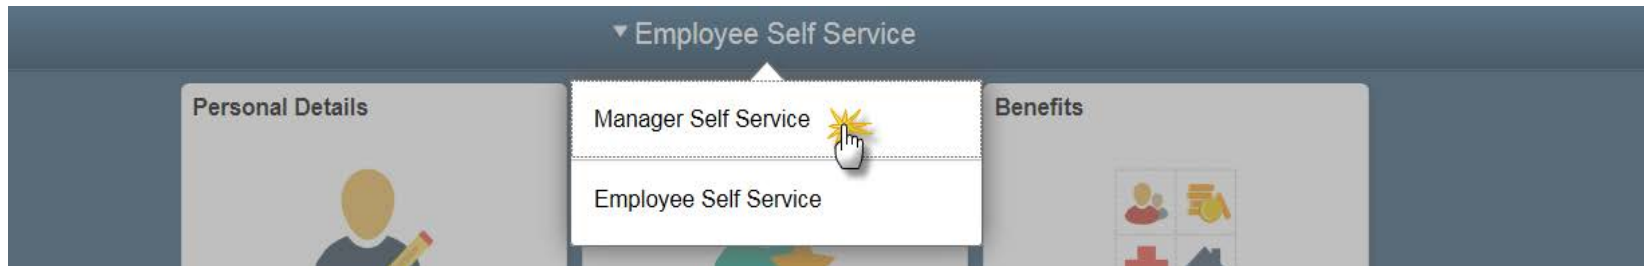 Employee Self Service
Personal Details
Manager Self Service
Benefits
Employee Self Service